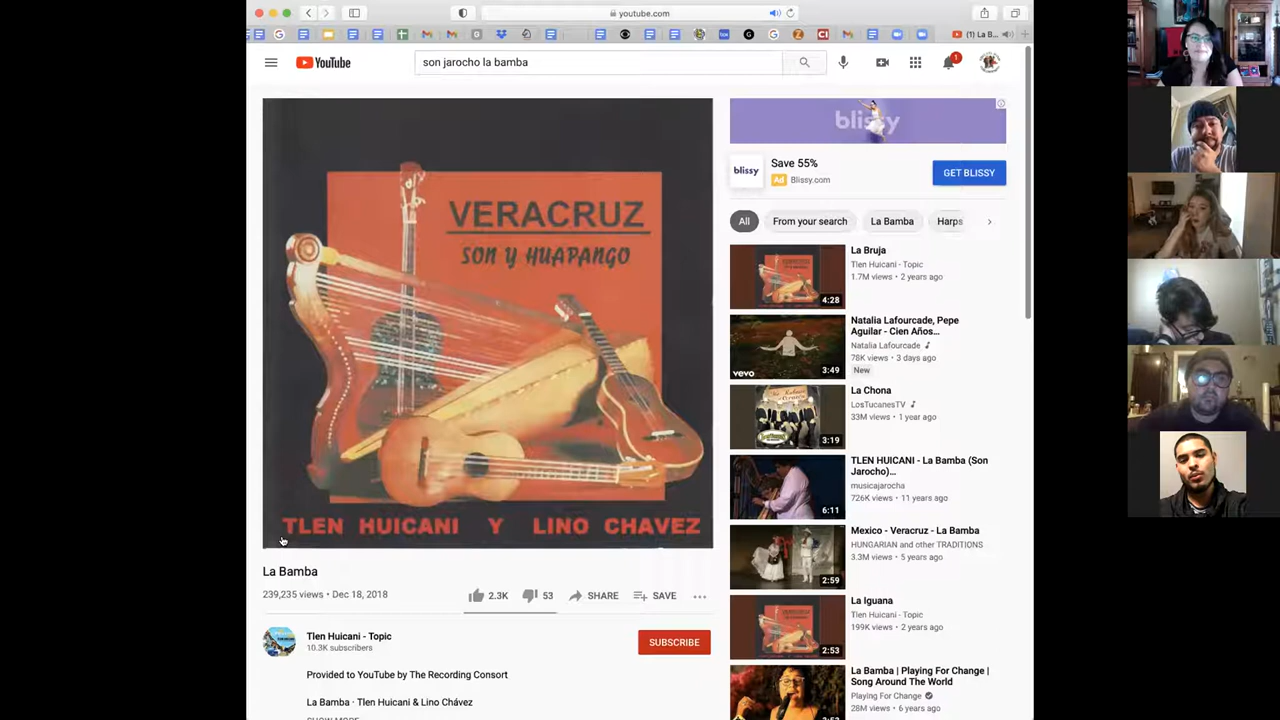 youtube.com
(1) La B...
YouTube
son jarocho la bamba
1
VERACRUZ
SON Y HUAPANGO
TLEN HUICANI Y LINO CHAVEZ
La Bamba
239,235 views • Dec 18, 2018
2.3K
53
SHARE
SAVE
Tlen Huicani - Topic
10.3K subscribers
SUBSCRIBE
Provided to YouTube by The Recording Consort
La Bamba · Tlen Huicani & Lino Chávez
SHOW MORE
blissy
blissy
Save 55%
Ad Blissy.com
GET BLISSY
All
From your search
La Bamba
Harps
La Bruja
Tlen Huicani - Topic
1.7M views • 2 years ago
4:28
Natalia Lafourcade, Pepe
Aguilar - Cien Años...
Natalia Lafourcade
78K views • 3 days ago
New
vevo
3:49
La Chona
LosTucanesTV
33M views • 1 year ago
3:19
TLEN HUICANI - La Bamba (Son
Jarocho)...
musicajarocha
726K views • 11 years ago
6:11
Mexico - Veracruz - La Bamba
HUNGARIAN and other TRADITIONS
3.3M views • 5 years ago
2:59
La Iguana
Tlen Huicani - Topic
199K views • 2 years ago
2:53
La Bamba | Playing For Change |
Song Around The World
Playing For Change
28M views • 6 years ago